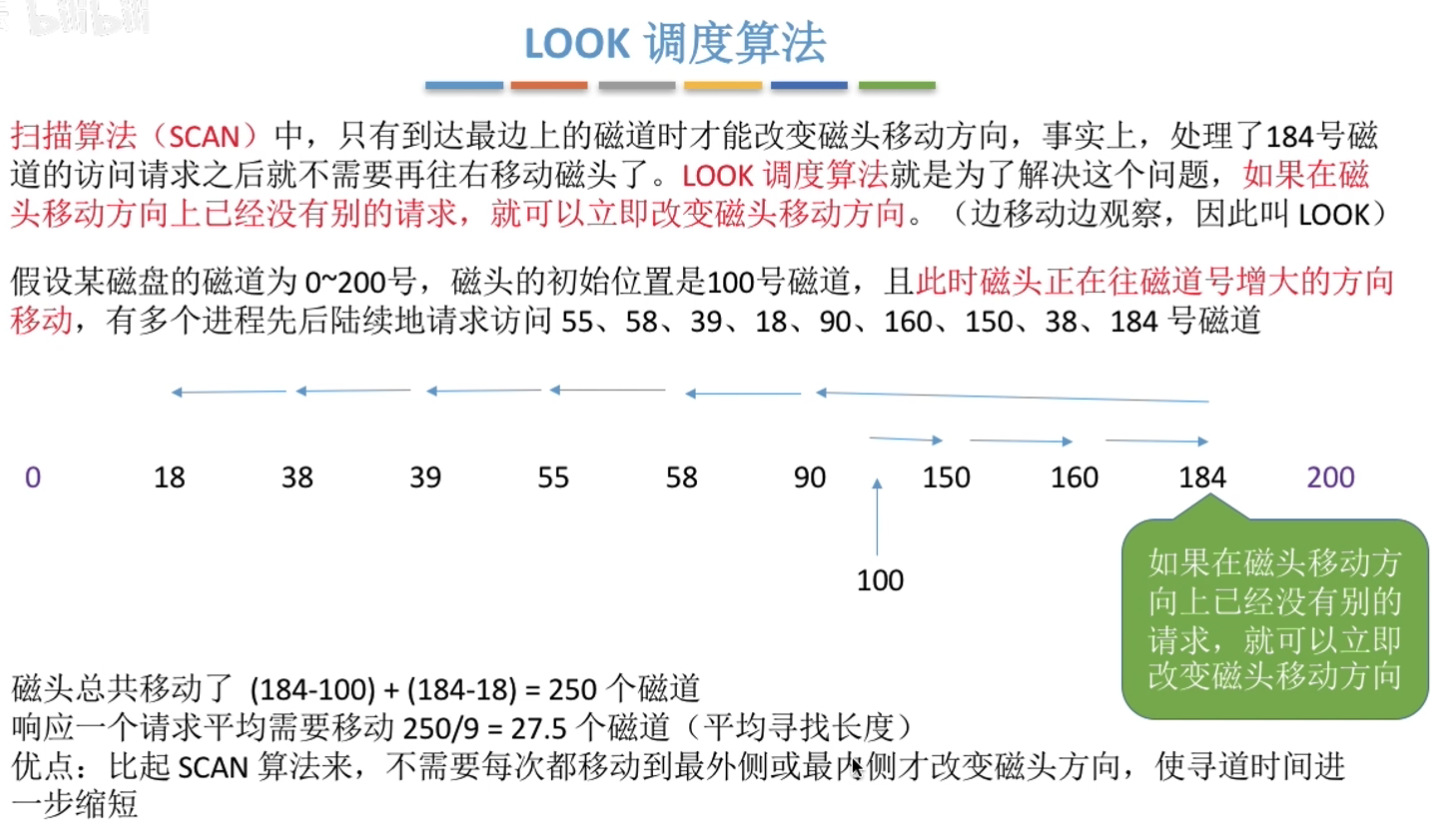 bilibili
LOOK 调度算法
扫描算法（SCAN）中，只有到达最边上的磁道时才能改变磁头移动方向，事实上，处理了184号磁
道的访问请求之后就不需要再往右移动磁头了。LOOK 调度算法就是为了解决这个问题，如果在磁
头移动方向上已经没有别的请求，就可以立即改变磁头移动方向。（边移动边观察，因此叫 LOOK）
假设某磁盘的磁道为 0~200号，磁头的初始位置是100号磁道，且此时磁头正在往磁道号增大的方向
移动，有多个进程先后陆续地请求访问 55、58、39、18、90、160、150、38、184 号磁道
0 18 38 39 55 58 90 150 160 184 200
100
如果在磁头移动方
向上已经没有别的
请求，就可以立即
改变磁头移动方向
磁头总共移动了 (184-100) + (184-18) = 250 个磁道
响应一个请求平均需要移动 250/9 = 27.5 个磁道（平均寻找长度）
优点：比起 SCAN 算法来，不需要每次都移动到最外侧或最内侧才改变磁头方向，使寻道时间进
一步缩短